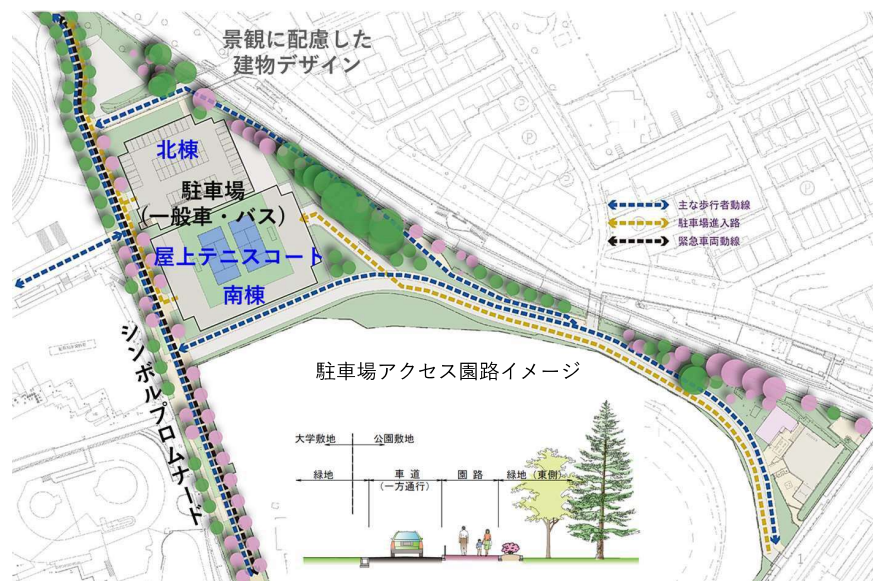 景観に配慮した
建物デザイン
北棟
駐車場
(一般車・バス)
屋上テニスコート
南棟
主な歩行者動線
駐車場進入路
緊急車両動線
シンボルプロムナード
駐車場アクセス園路イメージ
大学敷地
公園敷地
緑地
車道
(一方通行)
園路
緑地(東側)
1